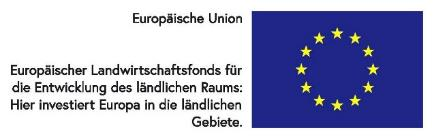 Europäische Union
Europäischer Landwirtschaftsfonds für
die Entwicklung des ländlichen Raums:
Hier investiert Europa in die ländlichen
Gebiete.